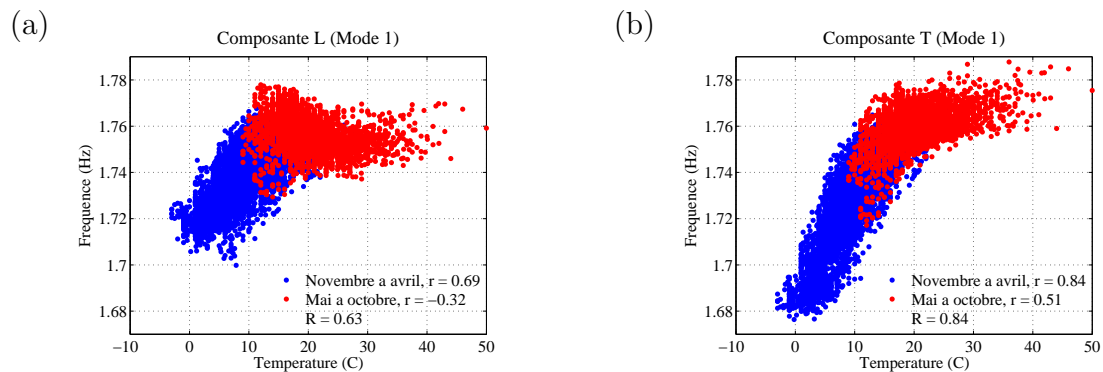 (a)
Composante L (Mode 1)
1.78
1.76
1.74
1.72
1.7
1.68
Frequence (Hz)
Novembre a avril, r = 0.69
Mai a octobre, r = −0.32
R = 0.63
−10 0 10 20 30 40 50
Temperature (C)
(b)
Composante T (Mode 1)
1.78
1.76
1.74
1.72
1.7
1.68
Frequence (Hz)
Novembre a avril, r = 0.84
Mai a octobre, r = 0.51
R = 0.84
−10 0 10 20 30 40 50
Temperature (C)